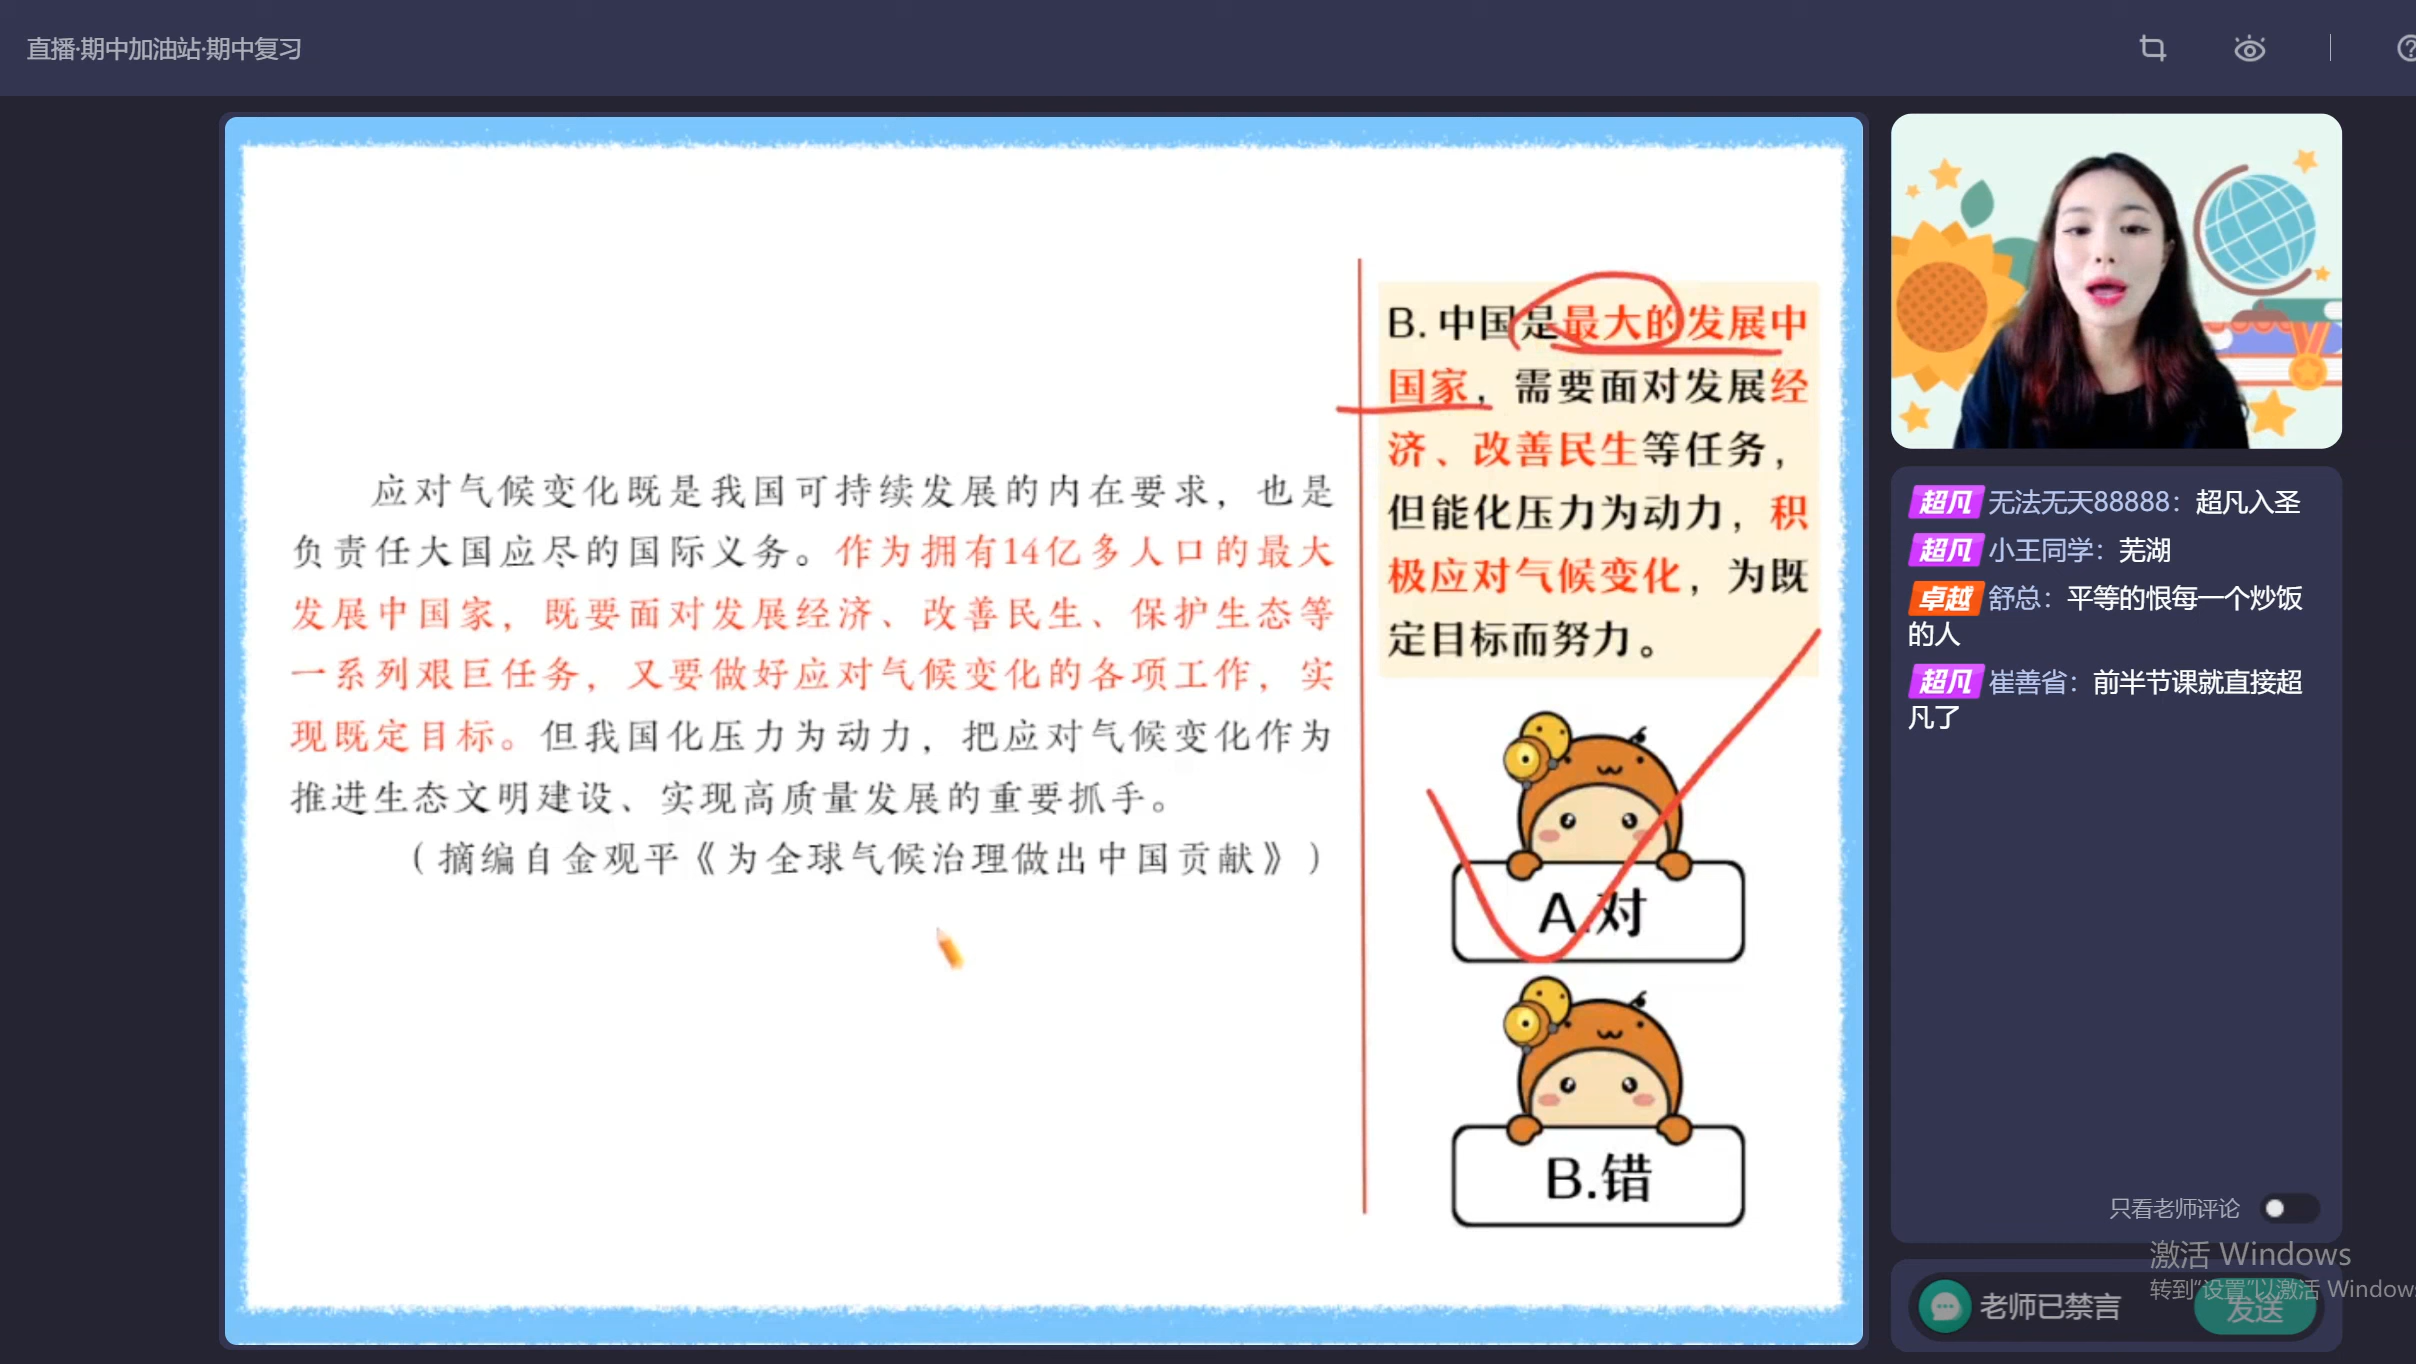 直播·期中加油站·期中复习
应对气候变化既是我国可持续发展的内在要求，也是
负责任大国应尽的国际义务。作为拥有14亿多人口的最大
发展中国家，既要面对发展经济、改善民生、保护生态等
一系列艰巨任务，又要做好应对气候变化的各项工作，实
现既定目标。但我国化压力为动力，把应对气候变化作为
推进生态文明建设、实现高质量发展的重要抓手。
（摘编自金观平《为全球气候治理做出中国贡献》）
B. 中国是最大的发展中
国家，需要面对发展经
济、改善民生等任务，
但能化压力为动力，积
极应对气候变化，为既
定目标而努力。
A.对
B.错
超凡 无法无天88888：超凡入圣
超凡 小王同学：芜湖
卓越 舒总：平等的恨每一个炒饭
的人
超凡 崔善省：前半节课就直接超
凡了
只看老师评论
激活 Windows
转到“设置”以激活 Windows
老师已禁言
发送